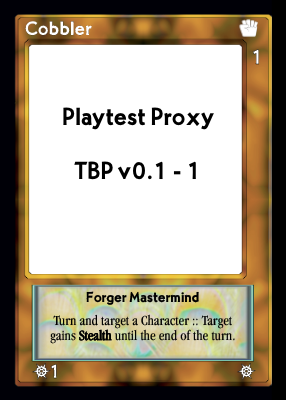 Cobbler
1
Playtest Proxy
TBP v0.1 - 1
Forger Mastermind
Turn and target a Character :: Target
gains Stealth until the end of the turn.
1